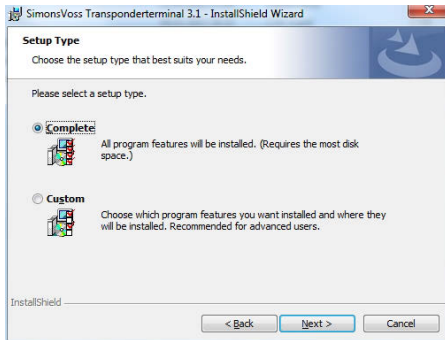 SimonsVoss Transponderterminal 3.1 - InstallShield Wizard
Setup Type
Choose the setup type that best suits your needs.
Please select a setup type.
Complete
All program features will be installed. (Requires the most disk
space.)
Custom
Choose which program features you want installed and where they
will be installed. Recommended for advanced users.
InstallShield
< Back Next > Cancel